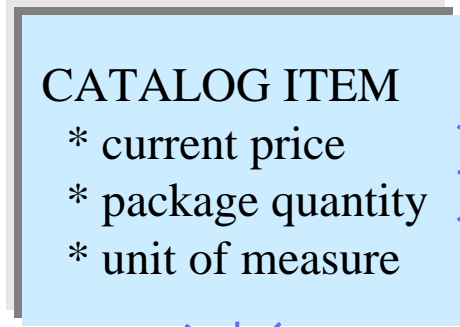 CATALOG ITEM
* current price
* package quantity
* unit of measure